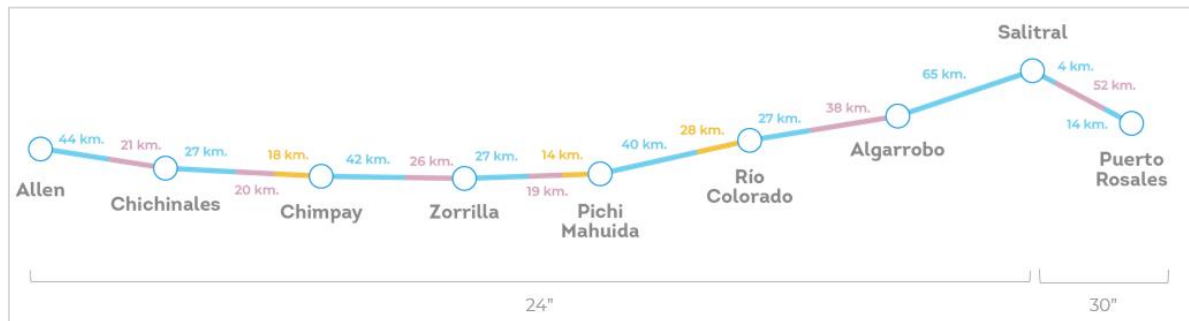 Salitral
65 km.
4 km.
52 km.
38 km.
14 km.
27 km.
28 km.
40 km.
44 km.
21 km.
27 km.
18 km.
42 km.
26 km.
27 km.
14 km.
20 km.
19 km.
Allen
Chichinales
Chimpay
Zorrilla
Pichi
Mahuida
Río
Colorado
Algarrobo
Puerto
Rosales
24"
30"